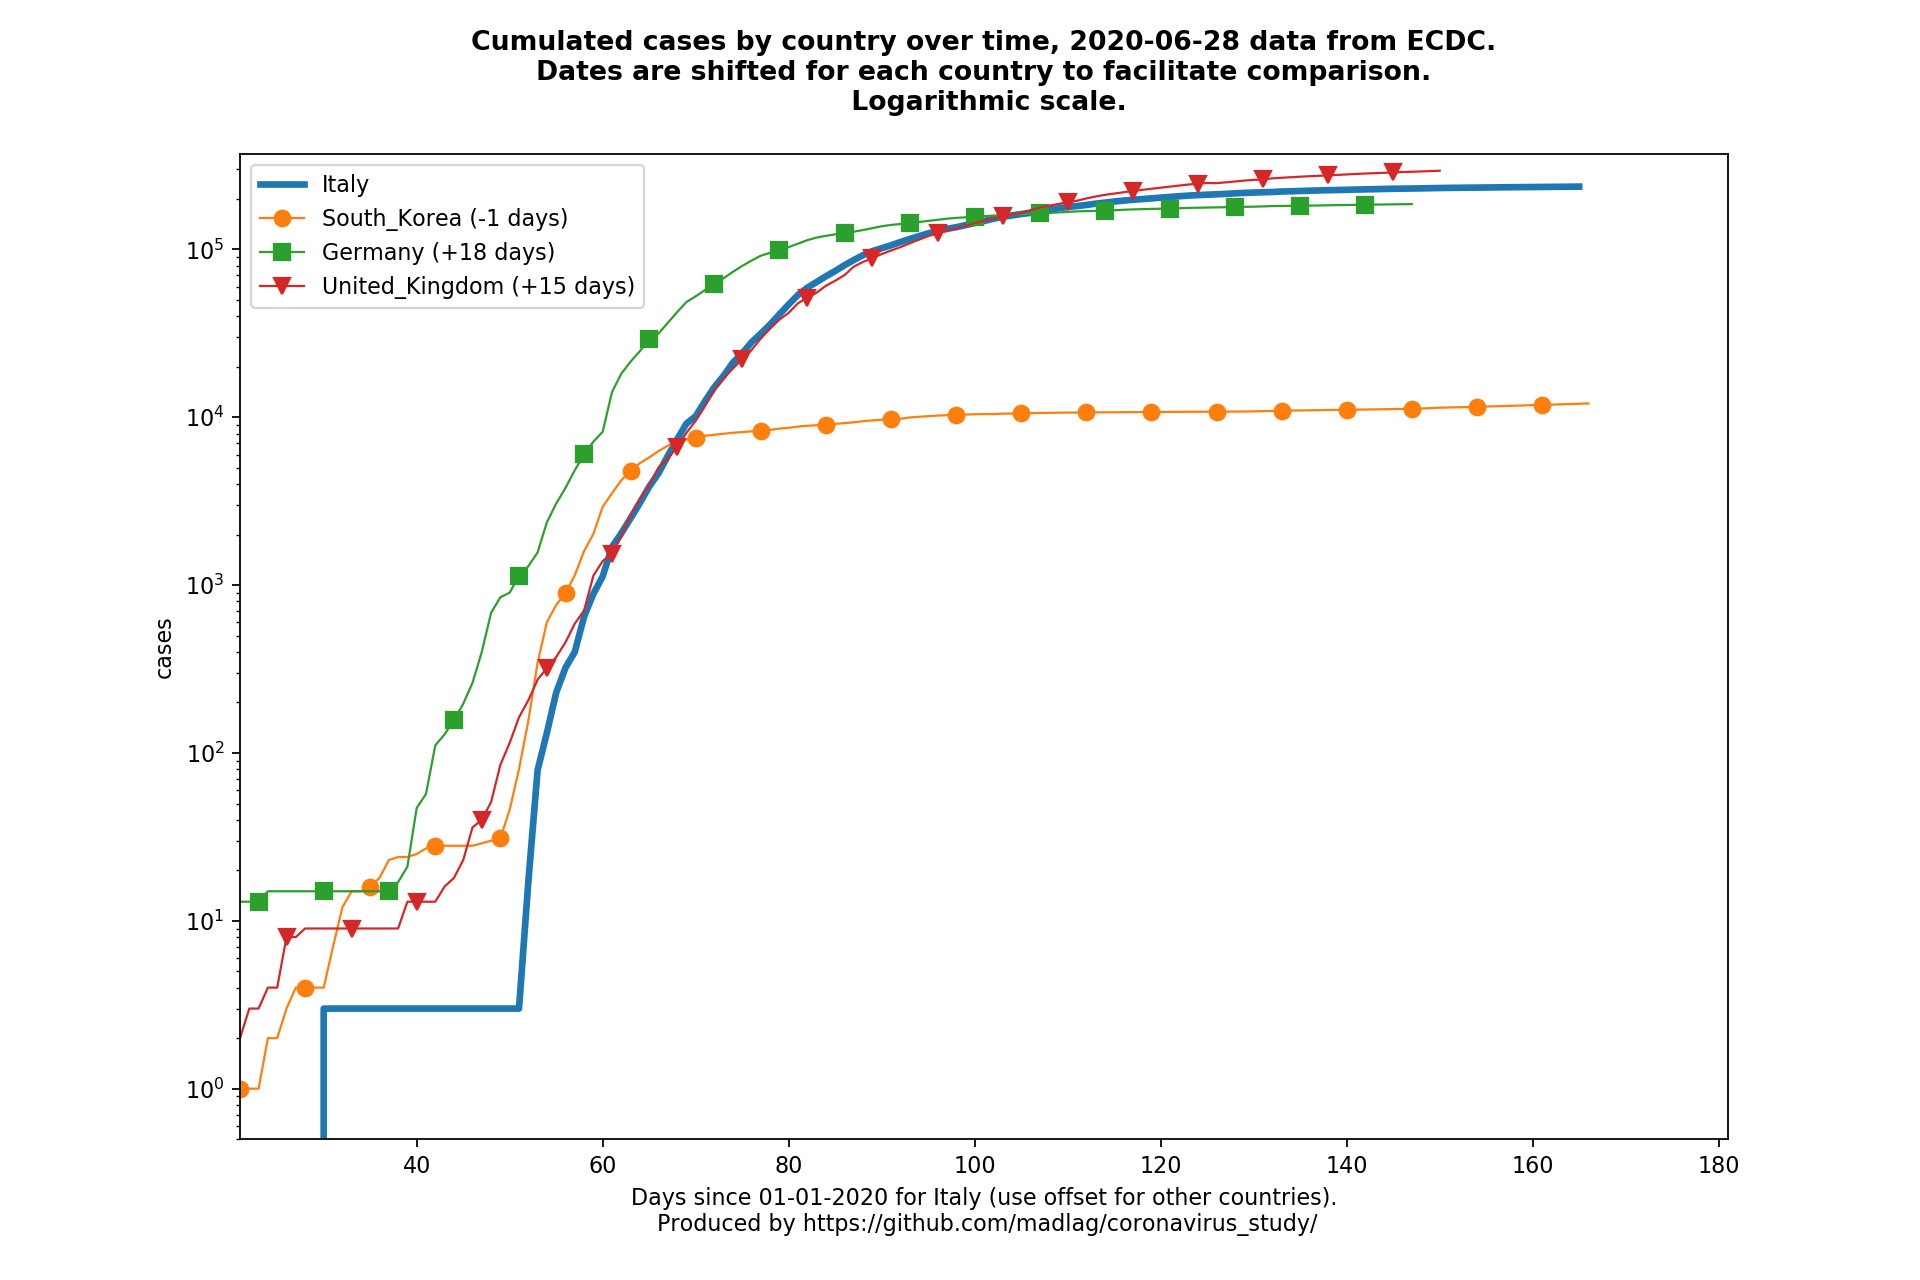 Cumulated cases by country over time, 2020-06-28 data from ECDC.
Dates are shifted for each country to facilitate comparison.
Logarithmic scale.
Italy
South_Korea (-1 days)
Germany (+18 days)
United_Kingdom (+15 days)
cases
10⁵
10⁴
10³
10²
10¹
10⁰
40 60 80 100 120 140 160 180
Days since 01-01-2020 for Italy (use offset for other countries).
Produced by https://github.com/madlag/coronavirus_study/